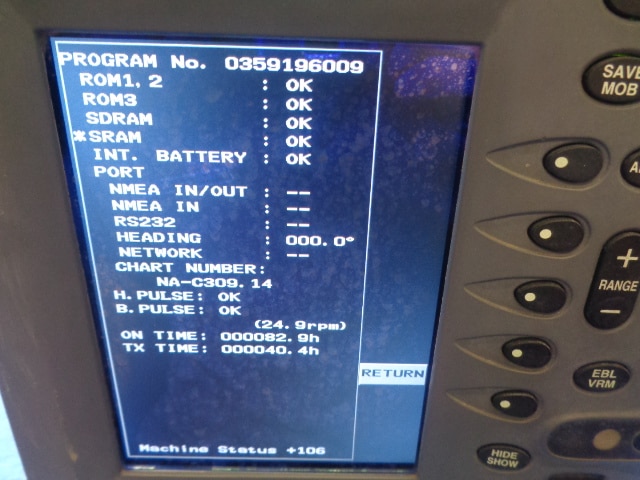 PROGRAM No. 0359196009
ROM1, 2 : OK
ROM3 : OK
SDRAM : OK
*SRAM : OK
INT. BATTERY : OK
PORT
NMEA IN/OUT : --
NMEA IN : --
RS232 : --
HEADING : 000.0°
NETWORK : --
CHART NUMBER:
NA-C309.14
H.PULSE: OK
B.PULSE: OK
(24.9rpm)
ON TIME: 000082.9h
TX TIME: 000040.4h
RETURN
Machine Status +106
SAVE
MOB
+
RANGE
−
EBL
VRM
HIDE
SHOW